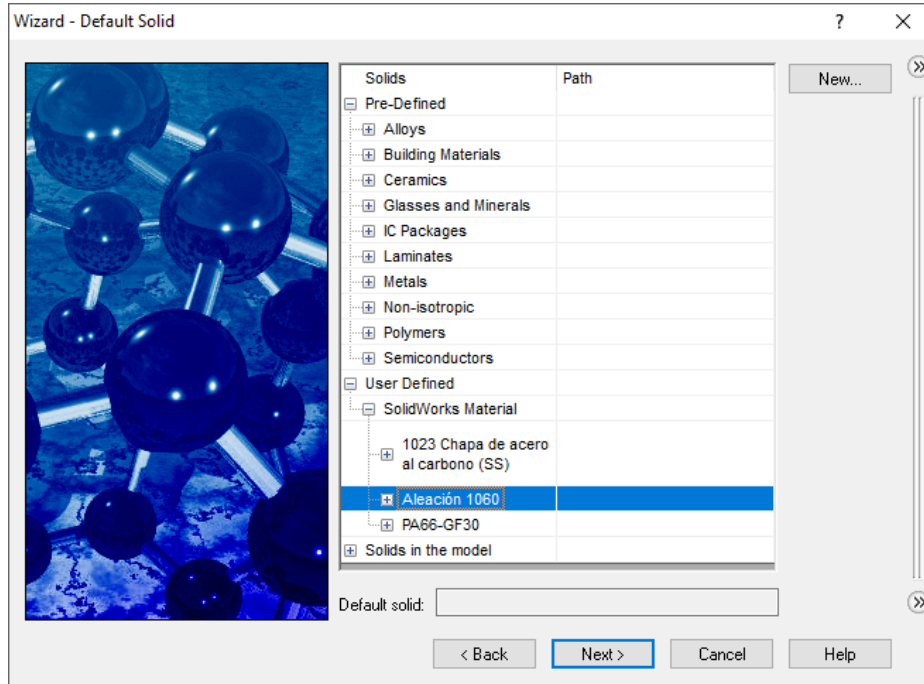 Wizard - Default Solid
?
Solids Path
New...
Pre-Defined
Alloys
Building Materials
Ceramics
Glasses and Minerals
IC Packages
Laminates
Metals
Non-isotropic
Polymers
Semiconductors
User Defined
SolidWorks Material
1023 Chapa de acero
al carbono (SS)
Aleación 1060
PA66-GF30
Solids in the model
Default solid:
< Back Next > Cancel Help